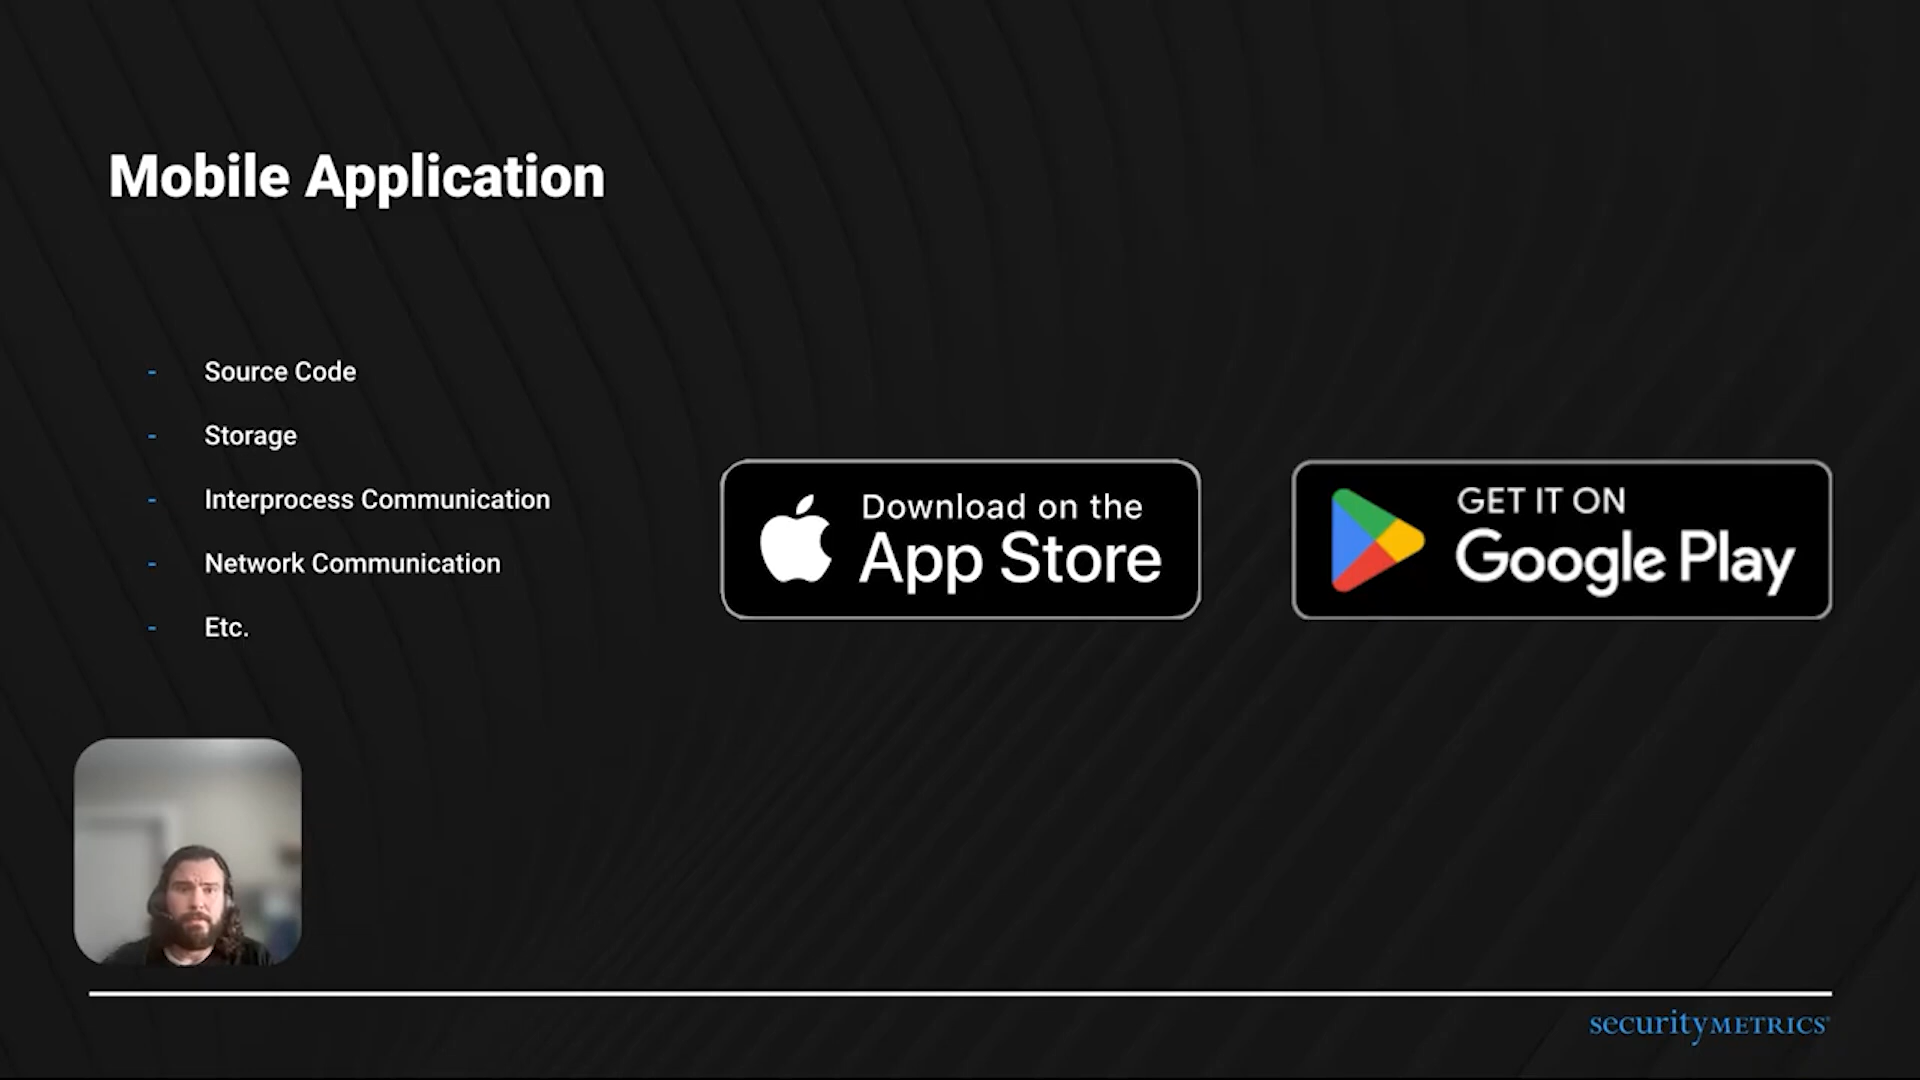 Mobile Application
- Source Code
- Storage
- Interprocess Communication
- Network Communication
- Etc.
Download on the
App Store
GET IT ON
Google Play
securityMETRICS®